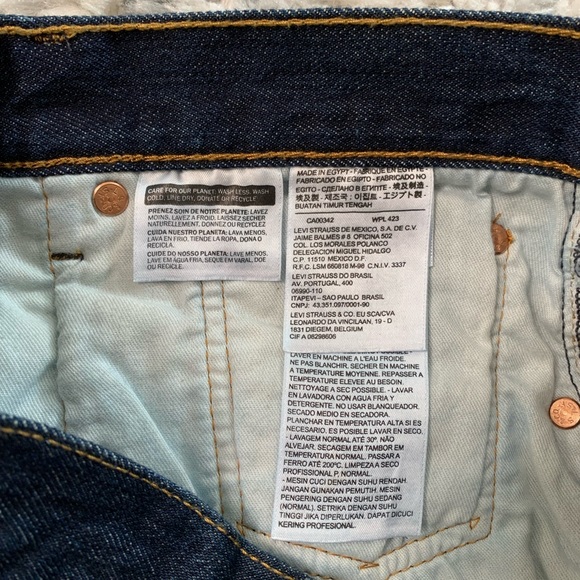 CARE FOR OUR PLANET: WASH LESS, WASH
COLD, LINE DRY, DONATE OR RECYCLE
PRENEZ SOIN DE NOTRE PLANETE: LAVEZ
MOINS, LAVEZ A FROID, LAISSEZ SECHER
NATURELLEMENT, DONNEZ OU RECYCLEZ
CUIDA NUESTRO PLANETA: LAVA MENOS,
LAVA EN FRIO, TIENDE LA ROPA, DONA O
RECICLA.
CUIDE DO NOSSO PLANETA: LAVE MENOS,
LAVE EM AGUA FRIA, SEQUE EM VARAL, DOE
OU RECICLE.
MADE IN EGYPT - FABRIQUE EN EGYPTE -
FABRICADO EN EGIPTO - FABRICADO NO
EGITO - СДЕЛАНО В ЕГИПТЕ - 埃及制造 -
埃及製 - 이집트 - エジプト製 -
BUATAN TIMUR TENGAH
CA00342 WPL 423
LEVI STRAUSS DE MEXICO, S.A. DE C.V.
JAIME BALMES # 8 OFICINA 502
COL. LOS MORALES POLANCO
DELEGACION MIGUEL HIDALGO
C.P. 11510 MEXICO D.F.
R.F.C. LSM 660818 M-98 C.N.I.V. 3337
LEVI STRAUSS DO BRASIL
AV. PORTUGAL, 400
06990-110
ITAPEVI – SAO PAULO BRASIL
CNPJ: 43.351.097/0001-90
LEVI STRAUSS & CO. EU SCA/CVA
LEONARDO DA VINCILAAN, 19 - D
1831 DIEGEM, BELGIUM
CIF A 08298606
LAVER EN MACHINE A L'EAU FROIDE.
NE PAS BLANCHIR. SECHER EN MACHINE A
A TEMPERATURE MOYENNE. REPASSER A
TEMPERATURE ELEVEE AU BESOIN.
NETTOYAGE A SEC POSSIBLE. - LAVAR
EN LAVADORA CON AGUA FRIA Y
DETERGENTE. NO USAR BLANQUEADOR.
SECADO MEDIO EN SECADORA.
PLANCHAR EN TEMPERATURA ALTA SI ES
NECESARIO. ES POSIBLE LAVAR EN SECO.
- LAVAGEM NORMAL ATÉ 30º. NÃO
ALVEJAR. SECAGEM EM TAMBOR EM
TEMPERATURA NORMAL. PASSAR A
FERRO ATÉ 200ºC. LIMPEZA A SECO
PROFISSIONAL P, NORMAL.
- MESIN CUCI DENGAN SUHU RENDAH,
JANGAN GUNAKAN PEMUTIH, MESIN
PENGERING DENGAN SUHU SEDANG
(NORMAL). SETRIKA DENGAN SUHU
TINGGI JIKA DIPERLUKAN. DAPAT DICUCI
KERING PROFESIONAL.